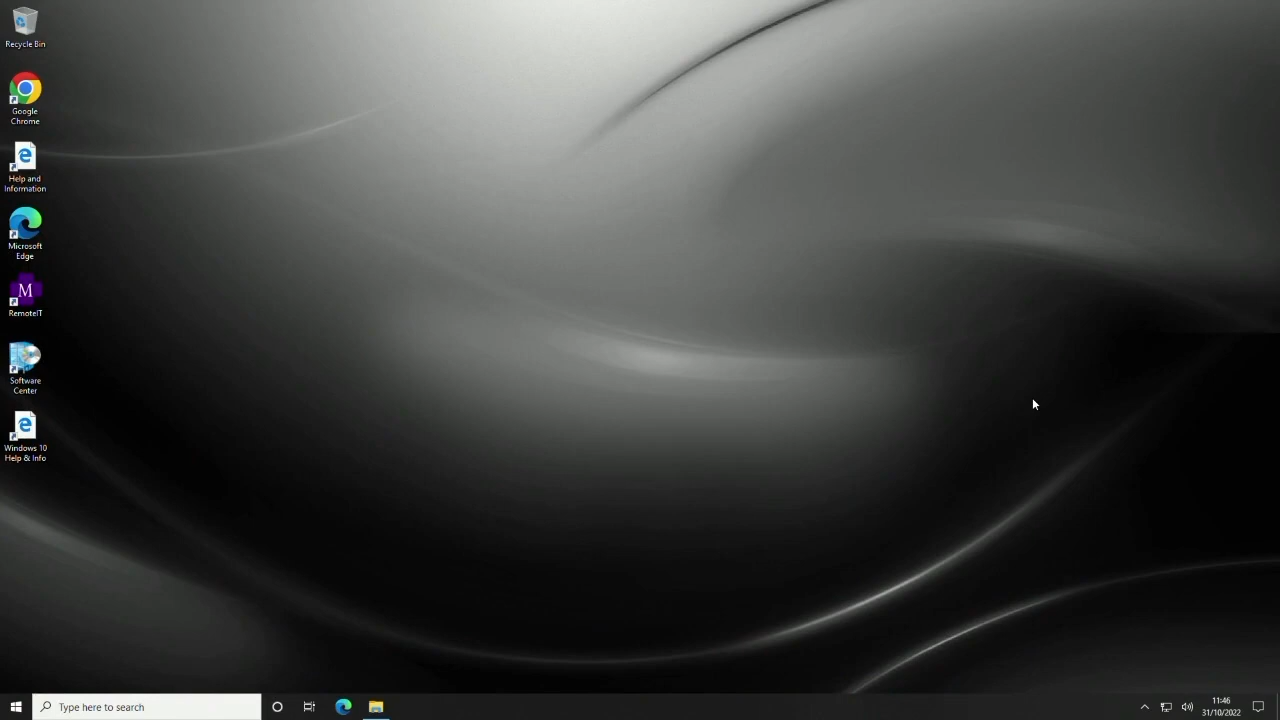 Recycle Bin
Google
Chrome
Help and
Information
Microsoft
Edge
M
RemoteIT
Software
Center
Windows 10
Help & Info
Type here to search
11:46
31/10/2022